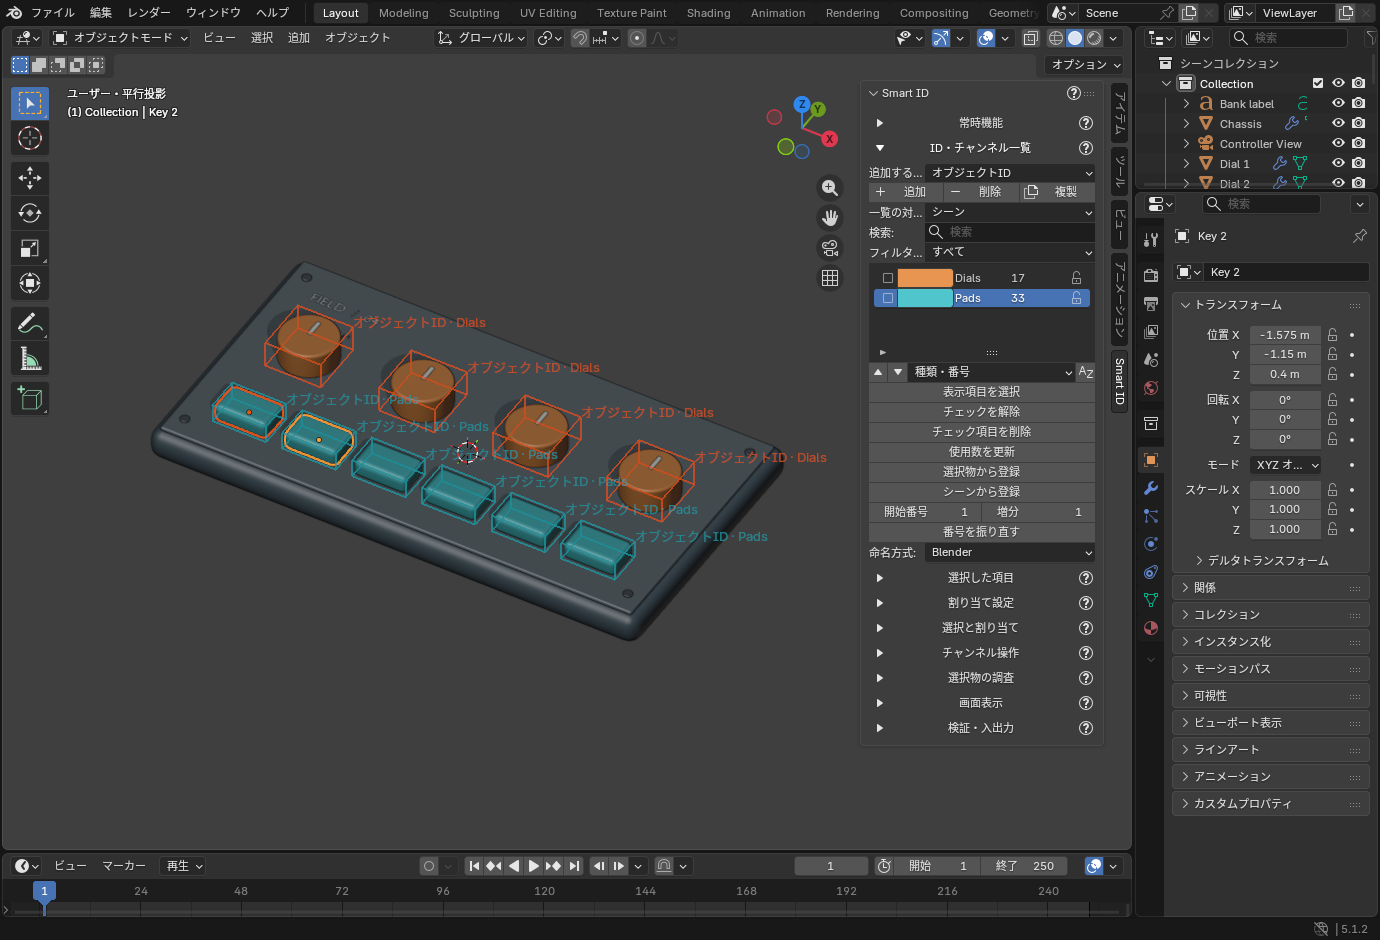 ファイル 編集 レンダー ウィンドウ ヘルプ Layout Modeling Sculpting UV Editing Texture Paint Shading Animation Rendering Compositing Geometr Scene ViewLayer
オブジェクトモード ビュー 選択 追加 オブジェクト グローバル 検索
オプション
ユーザー・平行投影
(1) Collection | Key 2
Z
Y
X
FIELD
オブジェクトID · Dials
オブジェクトID · Dials
オブジェクトID · Dials
オブジェクトID · Dials
オブジェクトID · Pads
オブジェクトID · Pads
オブジェクトID · Pads
オブジェクトID · Pads
オブジェクトID · Pads
オブジェクトID · Pads
Smart ID
常時機能
ID・チャンネル一覧
追加する... オブジェクトID
追加 削除 複製
一覧の対... シーン
検索: 検索
フィルタ... すべて
Dials 17
Pads 33
種類・番号
表示項目を選択
チェックを解除
チェック項目を削除
使用数を更新
選択物から登録
シーンから登録
開始番号 1 増分 1
番号を振り直す
命名方式: Blender
選択した項目
割り当て設定
選択と割り当て
チャンネル操作
選択物の調査
画面表示
検証・入出力
アイテム
ツール
ビュー
アニメーション
Smart ID
シーンコレクション
Collection
Bank label
Chassis
Controller View
Dial 1
Dial 2
検索
Key 2
Key 2
トランスフォーム
位置 X -1.575 m
Y -1.15 m
Z 0.4 m
回転 X 0°
Y 0°
Z 0°
モード XYZ オ...
スケール X 1.000
Y 1.000
Z 1.000
デルタトランスフォーム
関係
コレクション
インスタンス化
モーションパス
可視性
ビューポート表示
ラインアート
アニメーション
カスタムプロパティ
ビュー マーカー 再生 1 開始 1 終了 250
1 24 48 72 96 120 144 168 192 216 240
5.1.2